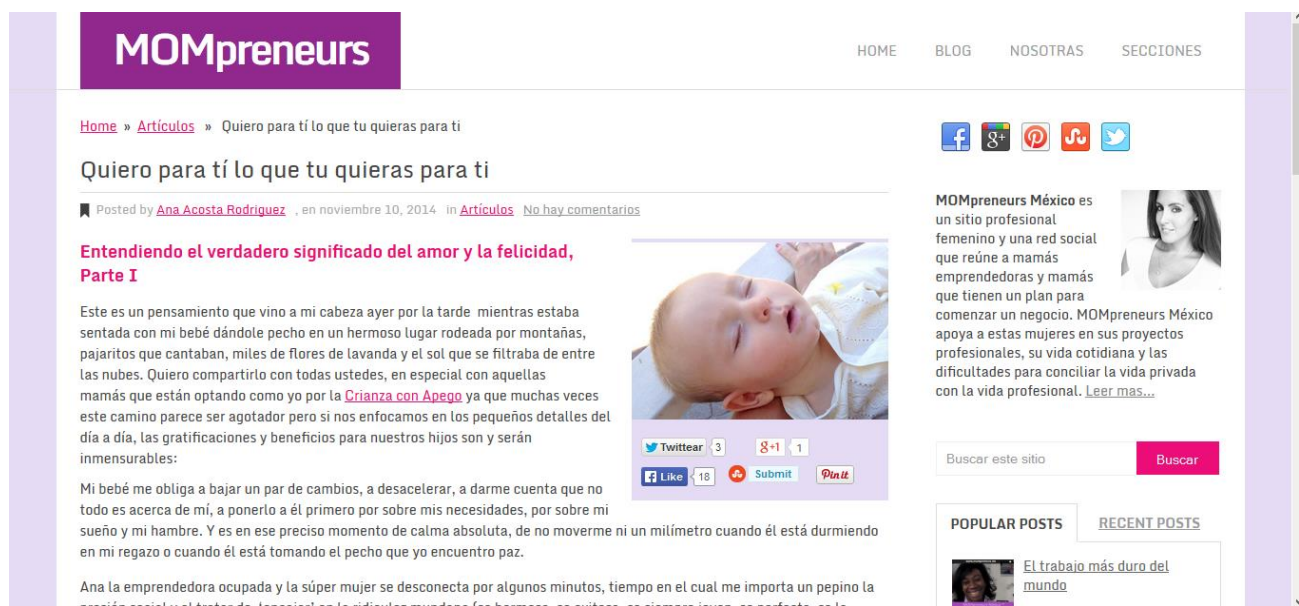 MOMpreneurs
HOME BLOG NOSOTRAS SECCIONES
Home » Artículos » Quiero para tí lo que tu quieras para ti
Quiero para tí lo que tu quieras para ti
Posted by Ana Acosta Rodriguez , en noviembre 10, 2014 in Artículos No hay comentarios
Entendiendo el verdadero significado del amor y la felicidad,
Parte I
Este es un pensamiento que vino a mi cabeza ayer por la tarde mientras estaba
sentada con mi bebé dándole pecho en un hermoso lugar rodeada por montañas,
pajaritos que cantaban, miles de flores de lavanda y el sol que se filtraba de entre
las nubes. Quiero compartirlo con todas ustedes, en especial con aquellas
mamás que están optando como yo por la Crianza con Apego ya que muchas veces
este camino parece ser agotador pero si nos enfocamos en los pequeños detalles del
día a día, las gratificaciones y beneficios para nuestros hijos son y serán
inmensurables:
Twittear 3 g+1 1
Like 18 Submit Pin it
Mi bebé me obliga a bajar un par de cambios, a desacelerar, a darme cuenta que no
todo es acerca de mí, a ponerlo a él primero por sobre mis necesidades, por sobre mi
sueño y mi hambre. Y es en ese preciso momento de calma absoluta, de no moverme ni un milímetro cuando él está durmiendo
en mi regazo o cuando él está tomando el pecho que yo encuentro paz.
Ana la emprendedora ocupada y la súper mujer se desconecta por algunos minutos, tiempo en el cual me importa un pepino la
MOMpreneurs México es
un sitio profesional
femenino y una red social
que reúne a mamás
emprendedoras y mamás
que tienen un plan para
comenzar un negocio. MOMpreneurs México
apoya a estas mujeres en sus proyectos
profesionales, su vida cotidiana y las
dificultades para conciliar la vida privada
con la vida profesional. Leer mas...
Buscar este sitio Buscar
POPULAR POSTS RECENT POSTS
El trabajo más duro del
mundo